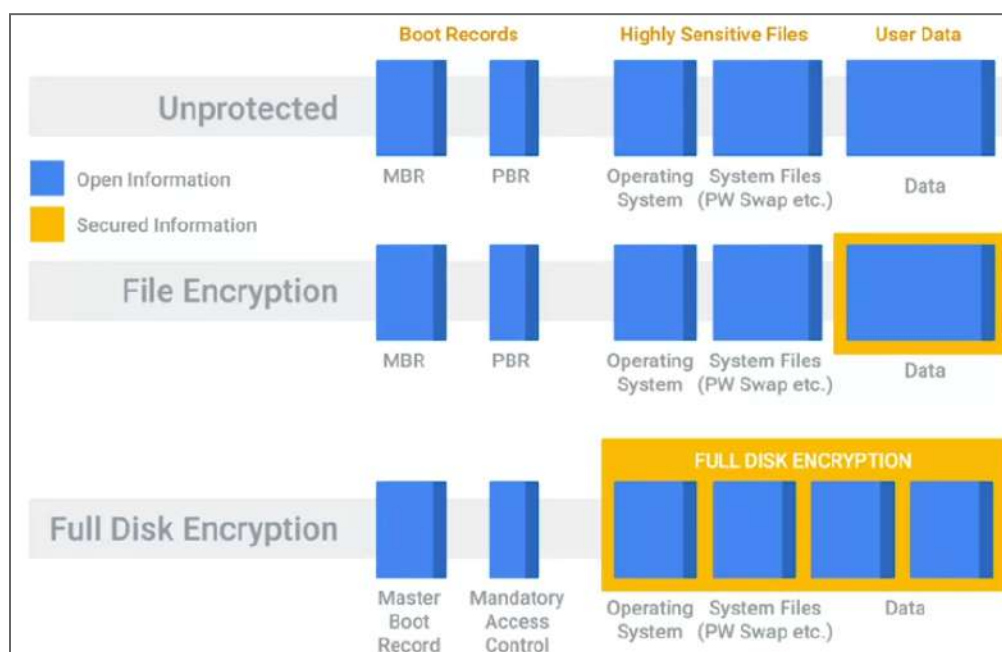 Boot Records
Highly Sensitive Files
User Data
Unprotected
MBR
PBR
Operating
System
System Files
(PW Swap etc.)
Data
Open Information
Secured Information
File Encryption
MBR
PBR
Operating
System
System Files
(PW Swap etc.)
Data
FULL DISK ENCRYPTION
Full Disk Encryption
Master
Boot
Record
Mandatory
Access
Control
Operating
System
System Files
(PW Swap etc.)
Data